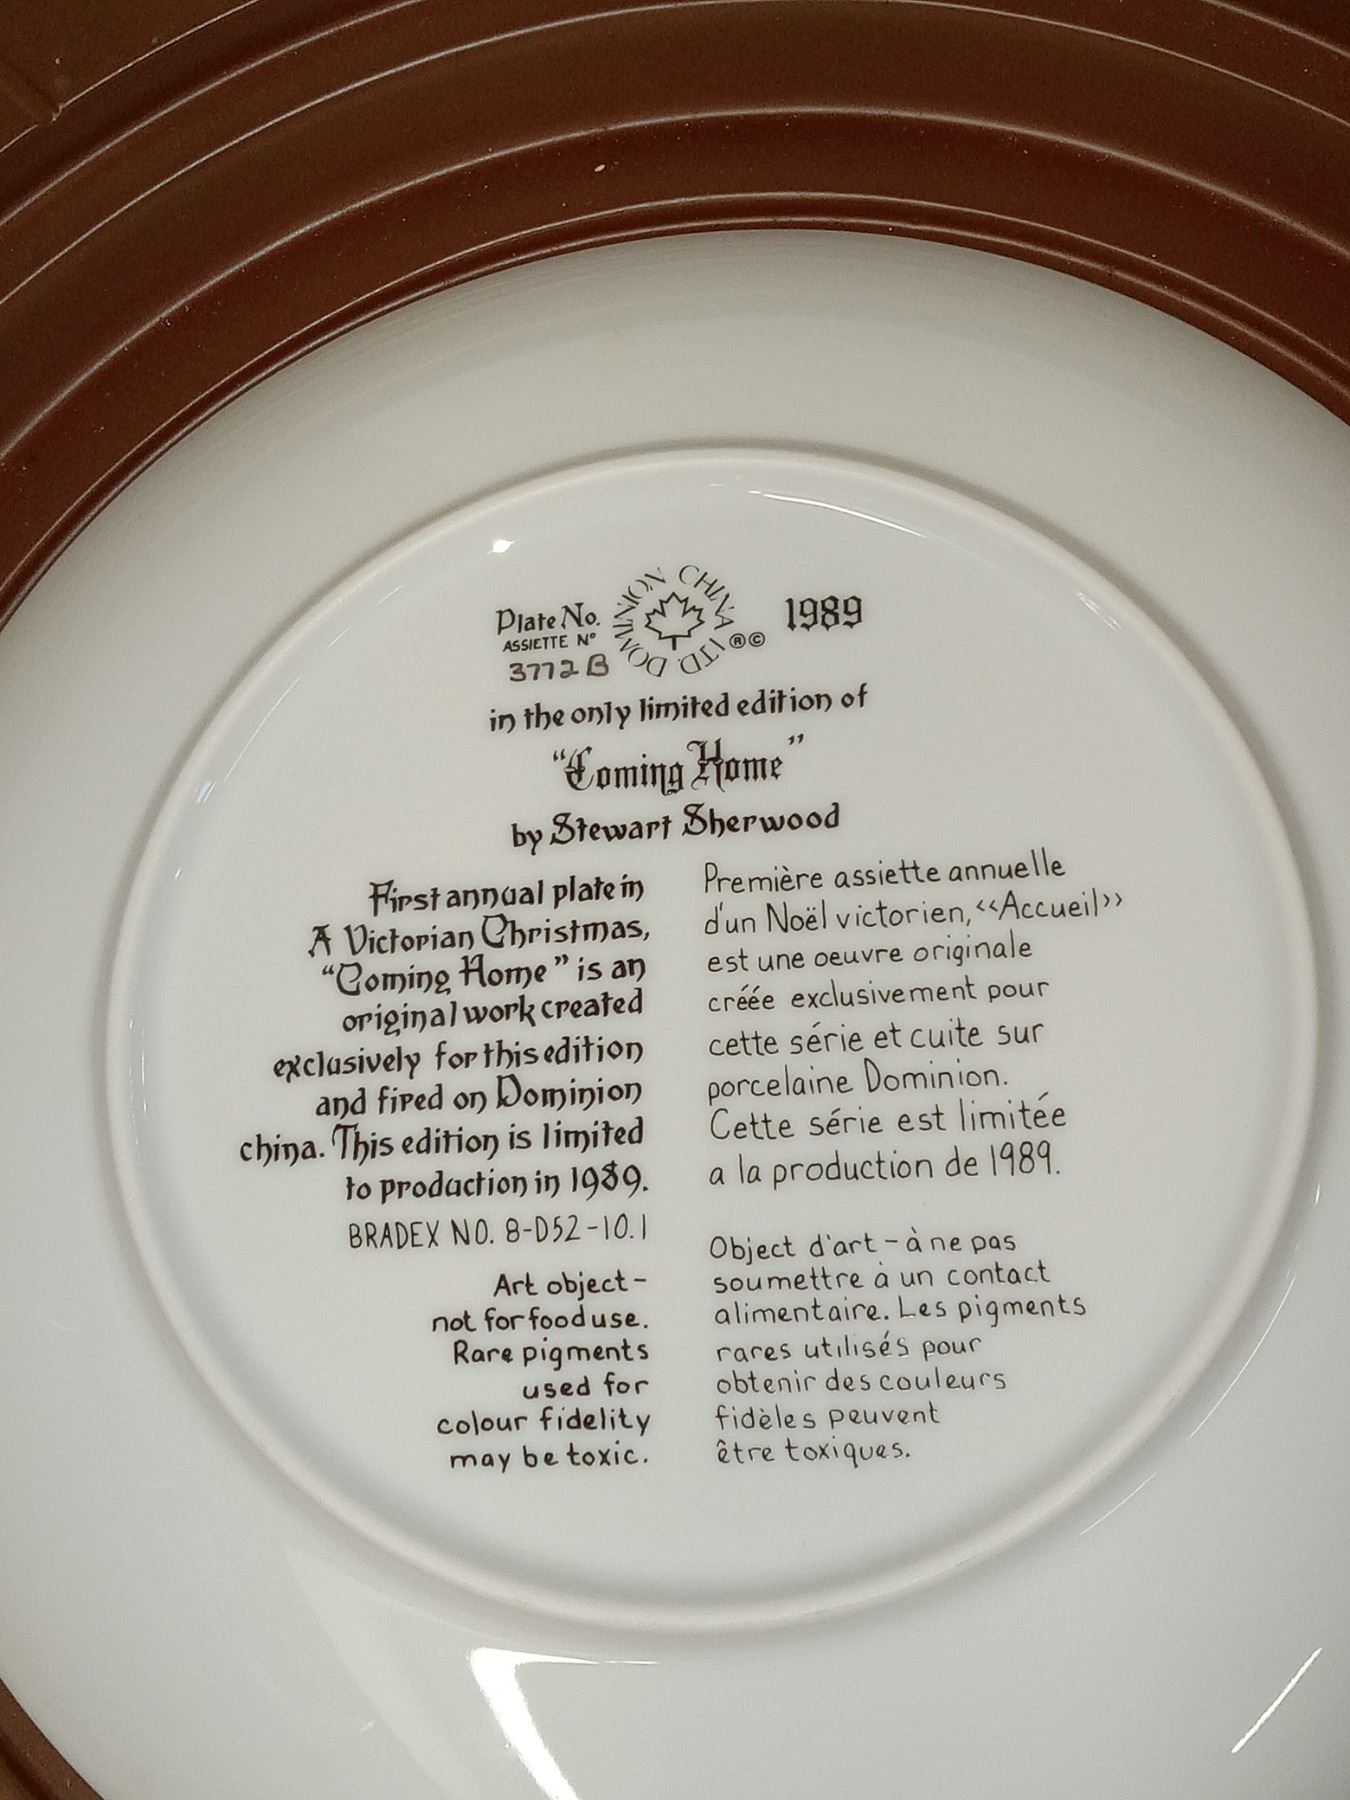 Plate No.
ASSIETTE Nº
3772B
DOMINION CHINA LTD.
®©
1989
in the only limited edition of
"Coming Home"
by Stewart Sherwood
First annual plate in
A Victorian Christmas,
"Coming Home" is an
original work created
exclusively for this edition
and fired on Dominion
china. This edition is limited
to production in 1989.
BRADEX NO. 8-D52-10.1
Art object-
not for food use.
Rare pigments
used for
colour fidelity
may be toxic.
Première assiette annuelle
d'un Noël victorien, <<Accueil>>
est une oeuvre originale
créée exclusivement pour
cette série et cuite sur
porcelaine Dominion.
Cette série est limitée
a la production de 1989.
Object d'art - à ne pas
soumettre à un contact
alimentaire. Les pigments
rares utilisés pour
obtenir des couleurs
fidèles peuvent
être toxiques.